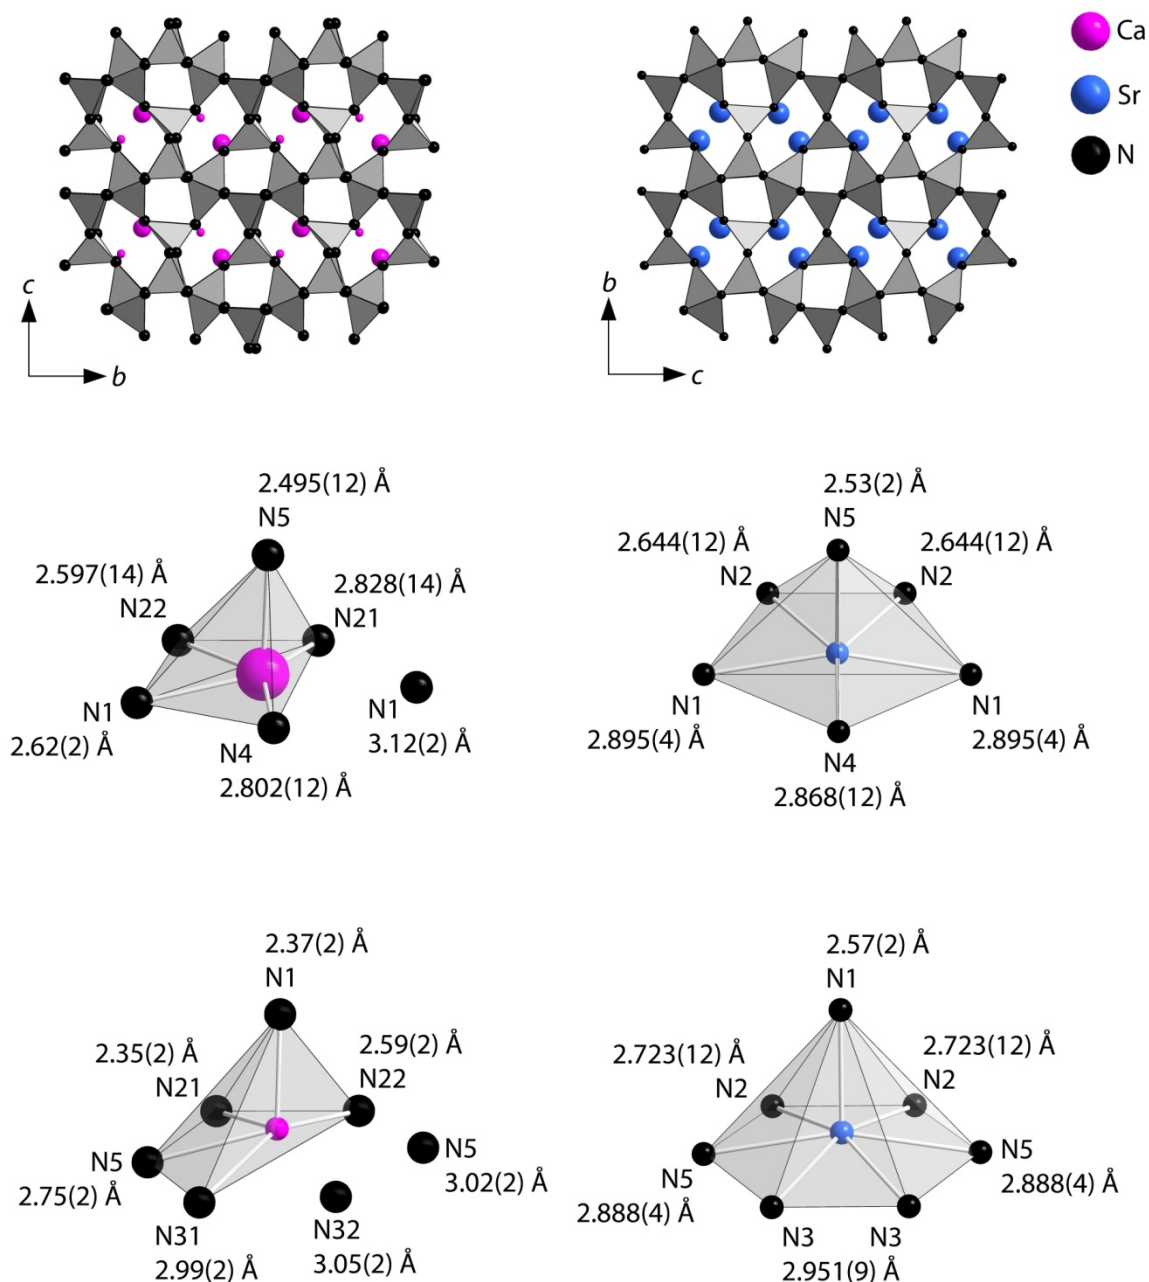 Ca
Sr
N
c
b
b
c
2.495(12) Å
N5
2.597(14) Å
N22
2.828(14) Å
N21
N1
2.62(2) Å
N4
2.802(12) Å
N1
3.12(2) Å
2.53(2) Å
N5
2.644(12) Å
N2
2.644(12) Å
N2
N1
2.895(4) Å
N4
2.868(12) Å
N1
2.895(4) Å
2.37(2) Å
N1
2.35(2) Å
N21
2.59(2) Å
N22
N5
2.75(2) Å
N31
2.99(2) Å
N32
3.05(2) Å
N5
3.02(2) Å
2.57(2) Å
N1
2.723(12) Å
N2
2.723(12) Å
N2
N5
2.888(4) Å
N3
N3
2.951(9) Å
N5
2.888(4) Å